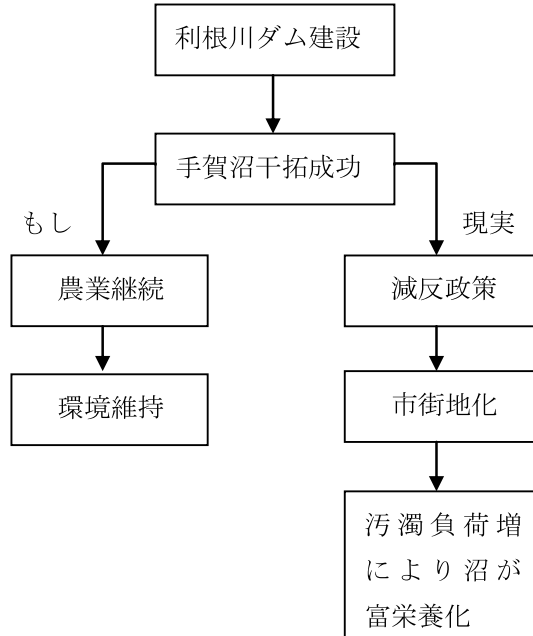 利根川ダム建設
手賀沼干拓成功
もし
現実
農業継続
減反政策
環境維持
市街地化
汚濁負荷増
により沼が
富栄養化